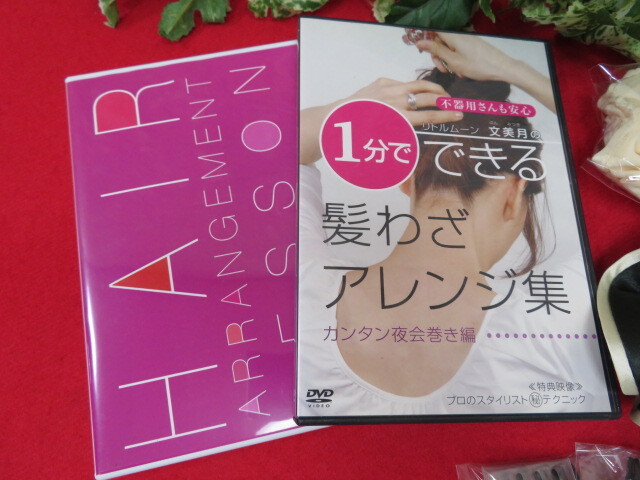 HAIR
ARRANGEMENT
LESSON
不器用さんも安心
リトルムーン 文美月の
1分で
できる
髪わざ
アレンジ集
カンタン夜会巻き編
DVD
VIDEO
≪特典映像≫
プロのスタイリスト㊙テクニック